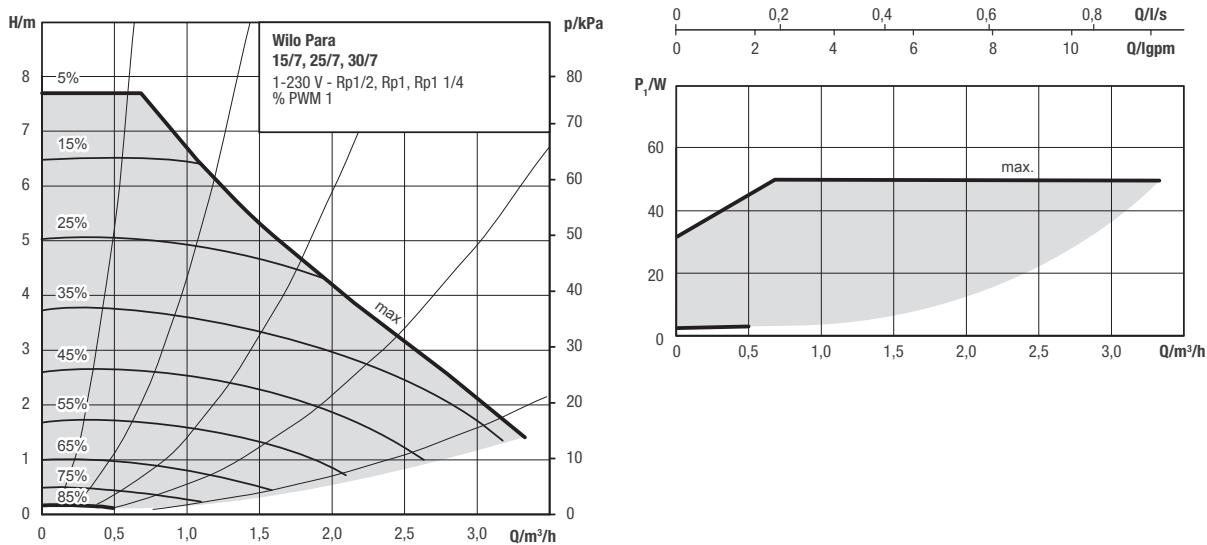 H/m
p/kPa
Wilo Para
15/7, 25/7, 30/7
1-230 V - Rp1/2, Rp1, Rp1 1/4
% PWM 1
8
7
6
5
4
3
2
1
0
80
70
60
50
40
30
20
10
0
5%
15%
25%
35%
45%
55%
65%
75%
85%
max
0 0,5 1,0 1,5 2,0 2,5 3,0 Q/m³/h
0 0,2 0,4 0,6 0,8 Q/l/s
0 2 4 6 8 10 Q/Igpm
P₁/W
60
40
20
0
max.
0 0,5 1,0 1,5 2,0 2,5 3,0 Q/m³/h